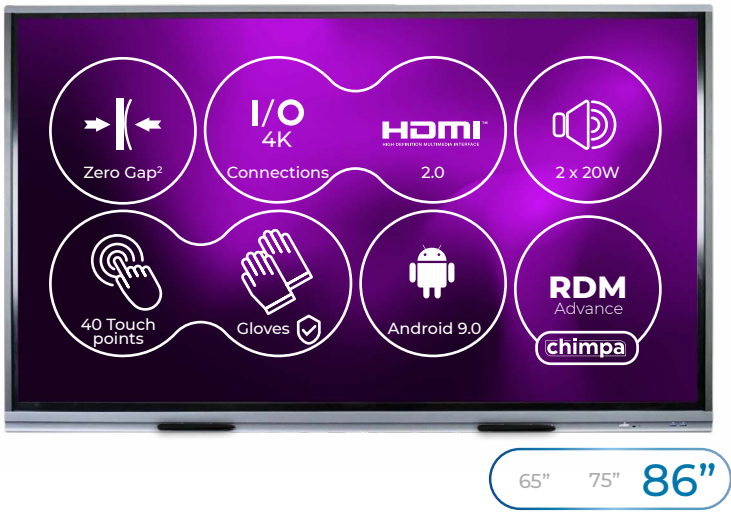 Zero Gap²
I/O
4K
Connections
HDMI™
HIGH-DEFINITION MULTIMEDIA INTERFACE
2.0
2 x 20W
40 Touch
points
Gloves
Android 9.0
RDM
Advance
chimpa
65” 75” 86”